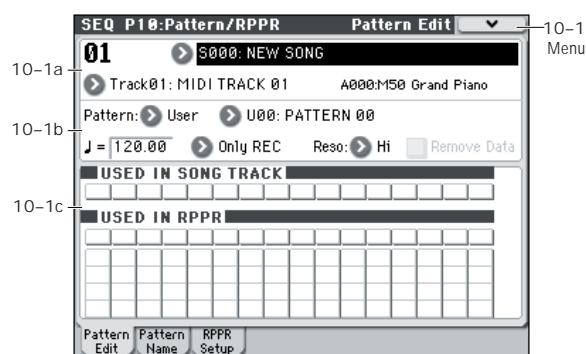 SEQ P10:Pattern/RPPR Pattern Edit
10–1
Menu
01 S000: NEW SONG
10–1a
Track01: MIDI TRACK 01 A000:M50 Grand Piano
Pattern: User U00: PATTERN 00
10–1b
♩ = 120.00 Only REC Reso: Hi Remove Data
USED IN SONG TRACK
10–1c
USED IN RPPR
Pattern Edit
Pattern Name
RPPR Setup